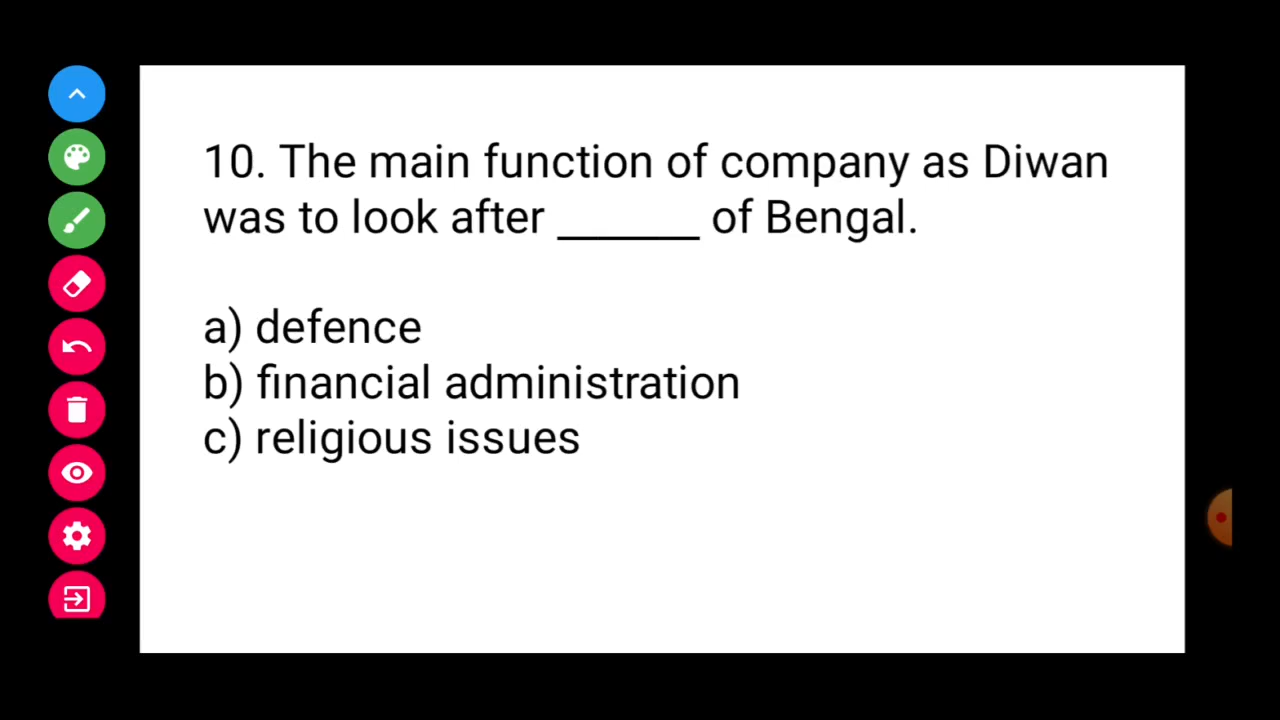 10. The main function of company as Diwan
was to look after _______ of Bengal.
a) defence
b) financial administration
c) religious issues